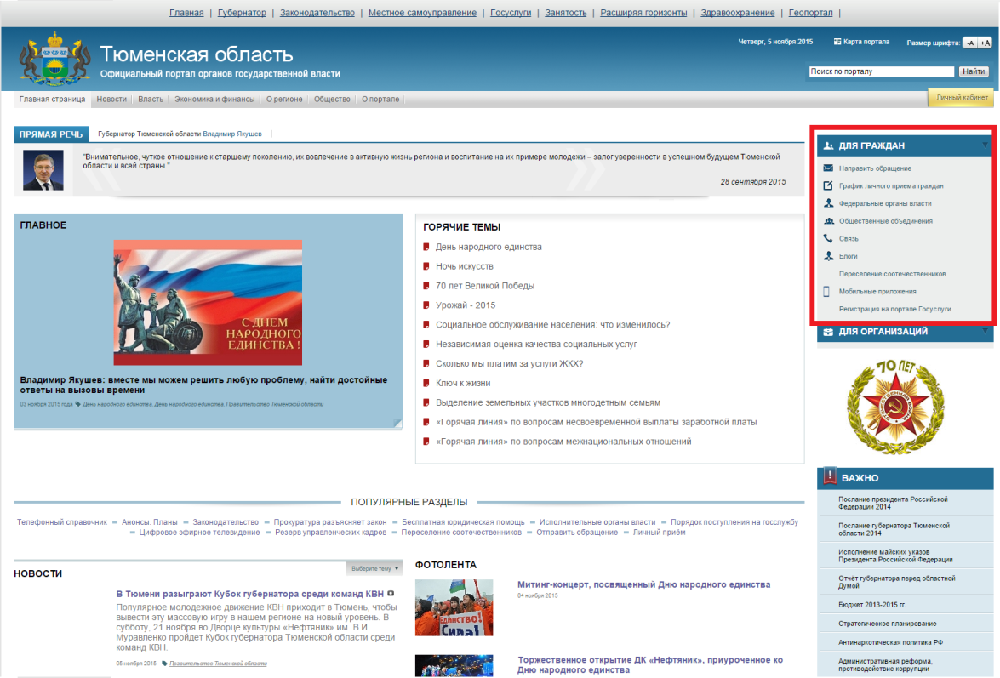 Главная | Губернатор | Законодательство | Местное самоуправление | Госуслуги | Занятость | Расширяя горизонты | Здравоохранение | Геопортал |
Четверг, 5 ноября 2015 Карта портала Размер шрифта: -А +А
Тюменская область
Официальный портал органов государственной власти
Поиск по порталу Найти
Главная страница Новости Власть Экономика и финансы О регионе Общество О портале
Личный кабинет
ПРЯМАЯ РЕЧЬ Губернатор Тюменской области Владимир Якушев
"Внимательное, чуткое отношение к старшему поколению, их вовлечение в активную жизнь региона и воспитание на их примере молодежи – залог уверенности в успешном будущем Тюменской
области и всей страны."
28 сентября 2015
ГЛАВНОЕ
С ДНЕМ
НАРОДНОГО
ЕДИНСТВА!
Владимир Якушев: вместе мы можем решить любую проблему, найти достойные
ответы на вызовы времени
03 ноября 2015 года День народного единства, День народного единства, Правительство Тюменской области
ГОРЯЧИЕ ТЕМЫ
День народного единства
Ночь искусств
70 лет Великой Победы
Урожай - 2015
Социальное обслуживание населения: что изменилось?
Независимая оценка качества социальных услуг
Сколько мы платим за услуги ЖКХ?
Ключ к жизни
Выделение земельных участков многодетным семьям
«Горячая линия» по вопросам несвоевременной выплаты заработной платы
«Горячая линия» по вопросам межнациональных отношений
ДЛЯ ГРАЖДАН
Направить обращение
График личного приема граждан
Федеральные органы власти
Общественные объединения
Связь
Блоги
Переселение соотечественников
Мобильные приложения
Регистрация на портале Госуслуги
ДЛЯ ОРГАНИЗАЦИЙ
70 ЛЕТ
ОТЕЧЕСТВЕННАЯ ВОЙНА
ВАЖНО
Послание президента Российской
Федерации 2014
Послание губернатора Тюменской
области 2014
Исполнение майских указов
Президента Российской Федерации
Отчёт губернатора перед областной
Думой
Бюджет 2013-2015 гг.
Стратегическое планирование
Антинаркотическая политика РФ
Административная реформа,
противодействие коррупции
ПОПУЛЯРНЫЕ РАЗДЕЛЫ
Телефонный справочник Анонсы. Планы Законодательство Прокуратура разъясняет закон Бесплатная юридическая помощь Исполнительные органы власти Порядок поступления на госслужбу
Цифровое эфирное телевидение Резерв управленческих кадров Переселение соотечественников Отправить обращение Личный приём
НОВОСТИ
Выберите тему
В Тюмени разыграют Кубок губернатора среди команд КВН
Популярное молодежное движение КВН приходит в Тюмень, чтобы
вывести эту массовую игру в нашем регионе на новый уровень. В
субботу, 21 ноября во Дворце культуры «Нефтяник» им. В.И.
Муравленко пройдет Кубок губернатора Тюменской области среди
команд КВН.
05 ноября 2015 Правительство Тюменской области
ФОТОЛЕНТА
ЕДИНСТВО!
Сила!
Митинг-концерт, посвященный Дню народного единства
04 ноября 2015
Торжественное открытие ДК «Нефтяник», приуроченное ко
Дню народного единства